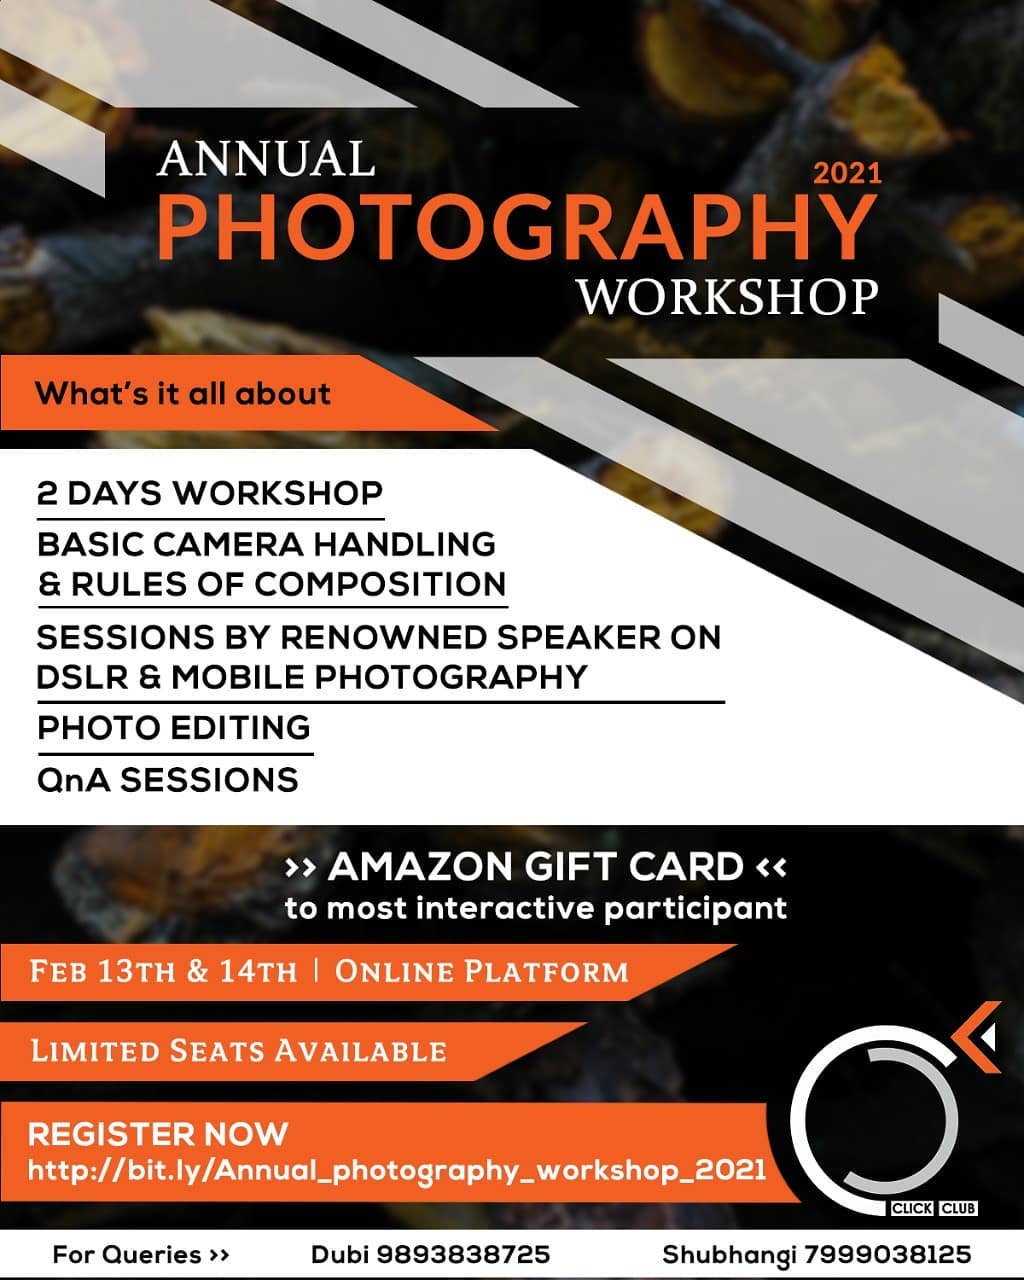 ANNUAL
2021
PHOTOGRAPHY
WORKSHOP
What's it all about
2 DAYS WORKSHOP
BASIC CAMERA HANDLING
& RULES OF COMPOSITION
SESSIONS BY RENOWNED SPEAKER ON
DSLR & MOBILE PHOTOGRAPHY
PHOTO EDITING
QnA SESSIONS
>> AMAZON GIFT CARD <<
to most interactive participant
FEB 13TH & 14TH | ONLINE PLATFORM
LIMITED SEATS AVAILABLE
REGISTER NOW
http://bit.ly/Annual_photography_workshop_2021
CLICK CLUB
For Queries >> Dubi 9893838725 Shubhangi 7999038125